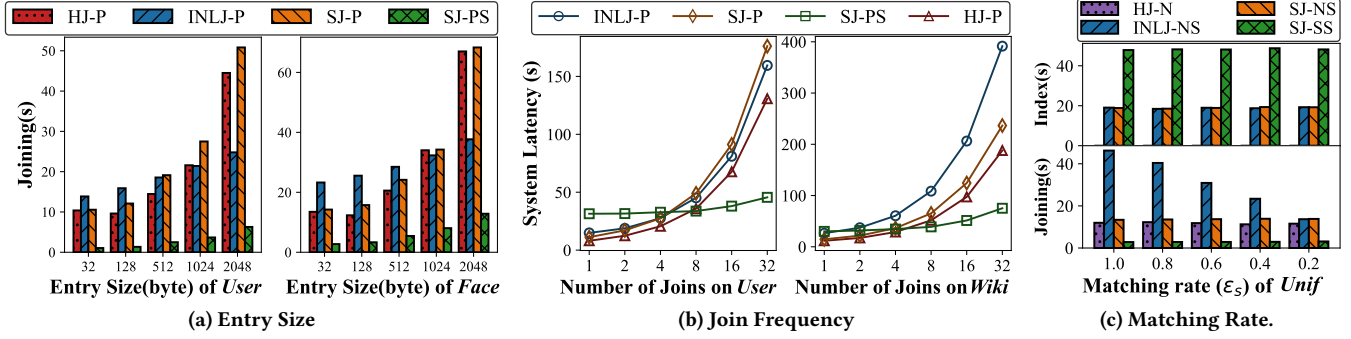 HJ-P INLJ-P SJ-P SJ-PS
Joining(s)
50
40
30
20
10
0
32 128 512 1024 2048
Entry Size(byte) of User
60
40
20
0
32 128 512 1024 2048
Entry Size(byte) of Face
(a) Entry Size
INLJ-P SJ-P SJ-PS HJ-P
System Latency (s)
150
100
50
0
1 2 4 8 16 32
Number of Joins on User
400
300
200
100
0
1 2 4 8 16 32
Number of Joins on Wiki
(b) Join Frequency
HJ-N SJ-NS
INLJ-NS SJ-SS
Index(s)
40
20
0
Joining(s)
40
20
0
1.0 0.8 0.6 0.4 0.2
Matching rate (ε_s) of Unif
(c) Matching Rate.